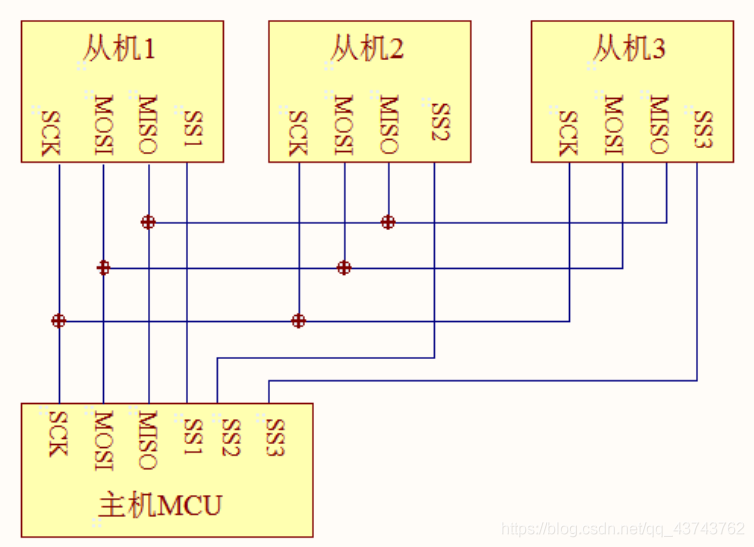 从机1
从机2
从机3
SCK
MOSI
MISO
SS1
SCK
MOSI
MISO
SS2
SCK
MOSI
MISO
SS3
SCK
MOSI
MISO
SS1
SS2
SS3
主机MCU
https://blog.csdn.net/qq_43743762